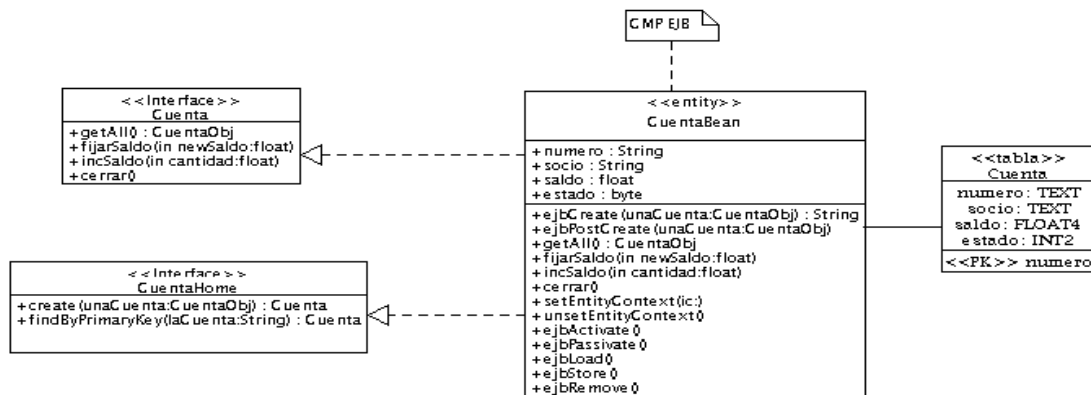 CMP EJB
<<Interface>>
Cuenta
+getAll() : CuentaObj
+fijarSaldo(in newSaldo:float)
+incSaldo(in cantidad:float)
+cerrar()
<<Interface>>
CuentaHome
+create(unaCuenta:CuentaObj) : Cuenta
+findByPrimaryKey(laCuenta:String) : Cuenta
<<entity>>
CuentaBean
+numero : String
+socio : String
+saldo : float
+estado : byte
+ejbCreate(unaCuenta:CuentaObj) : String
+ejbPostCreate(unaCuenta:CuentaObj)
+getAll() : CuentaObj
+fijarSaldo(in newSaldo:float)
+incSaldo(in cantidad:float)
+cerrar()
+setEntityContext(ic:)
+unsetEntityContext()
+ejbActivate()
+ejbPassivate()
+ejbLoad()
+ejbStore()
+ejbRemove()
<<tabla>>
Cuenta
numero: TEXT
socio: TEXT
saldo: FLOAT4
estado: INT2
<<PK>> numero